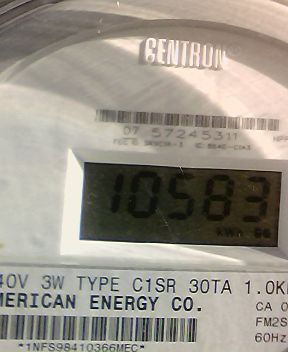 CENTRON
07 57245311
10583
kWh
40V 3W TYPE C1SR 30TA 1.0K
MERICAN ENERGY CO.
CA 0
FM2S
60Hz
*1NFS98410366MEC*